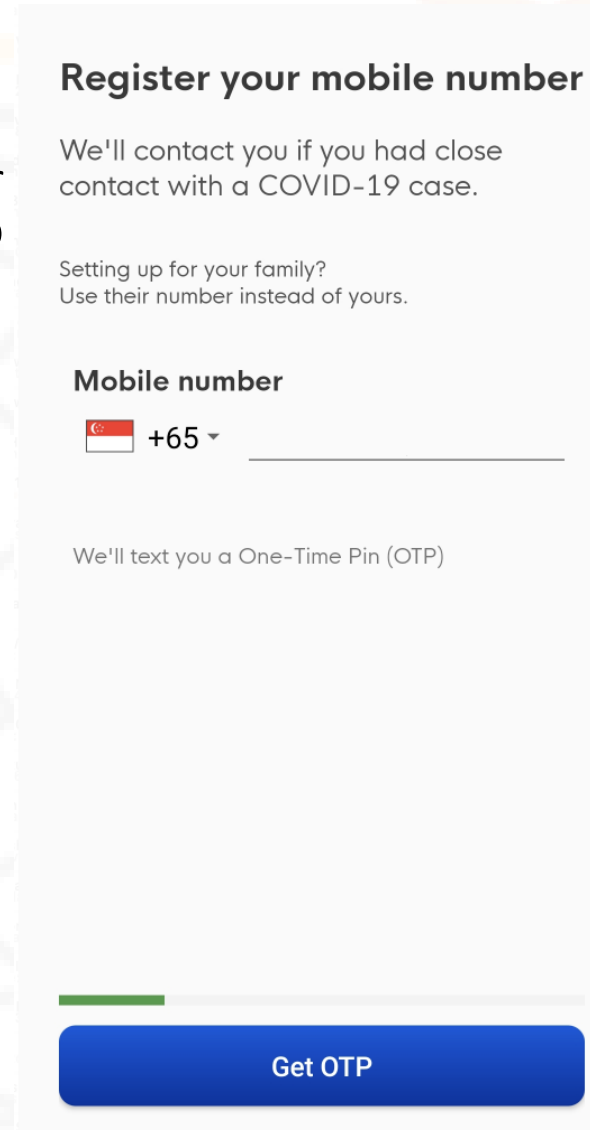 Register your mobile number
We'll contact you if you had close
contact with a COVID-19 case.
Setting up for your family?
Use their number instead of yours.
Mobile number
+65
We'll text you a One-Time Pin (OTP)
Get OTP